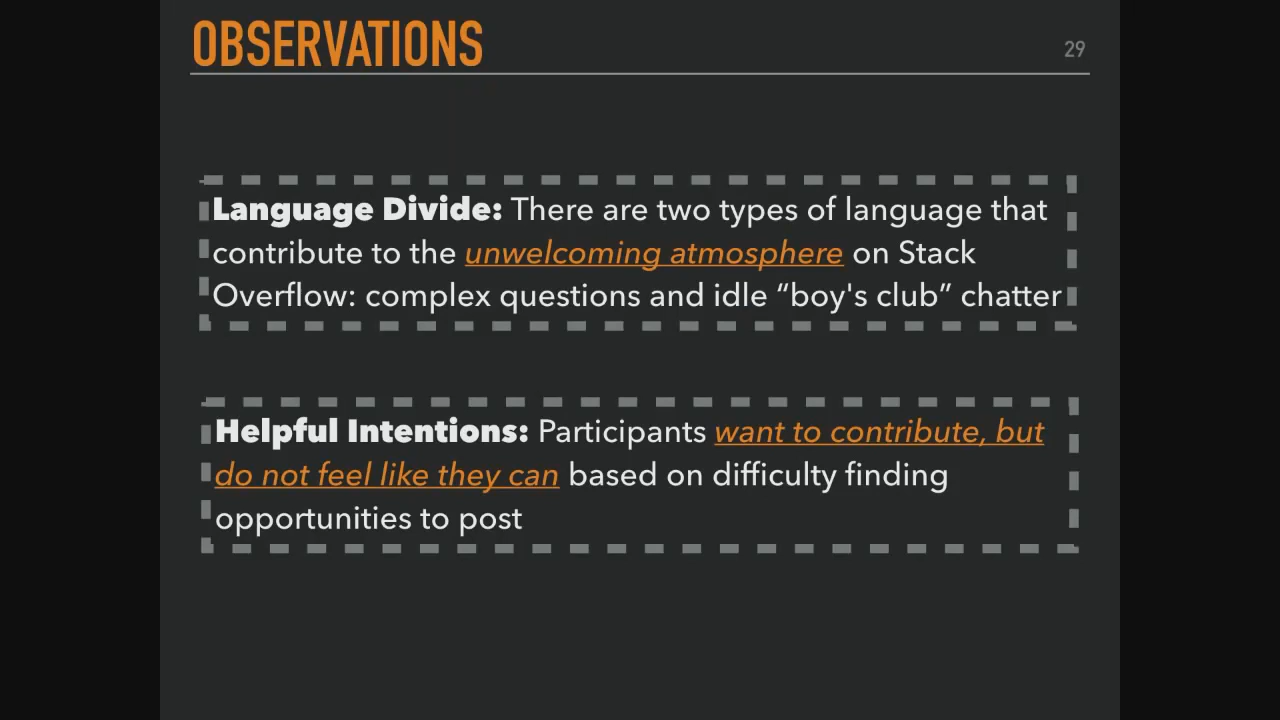 OBSERVATIONS
29
Language Divide: There are two types of language that
contribute to the unwelcoming atmosphere on Stack
Overflow: complex questions and idle “boy's club” chatter
Helpful Intentions: Participants want to contribute, but
do not feel like they can based on difficulty finding
opportunities to post